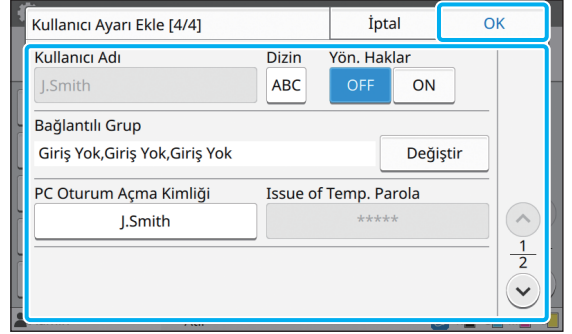 Kullanıcı Ayarı Ekle [4/4]
İptal
OK
Kullanıcı Adı
Dizin
Yön. Haklar
J.Smith
ABC
OFF
ON
Bağlantılı Grup
Giriş Yok,Giriş Yok,Giriş Yok
Değiştir
PC Oturum Açma Kimliği
Issue of Temp. Parola
J.Smith
*****
1
2